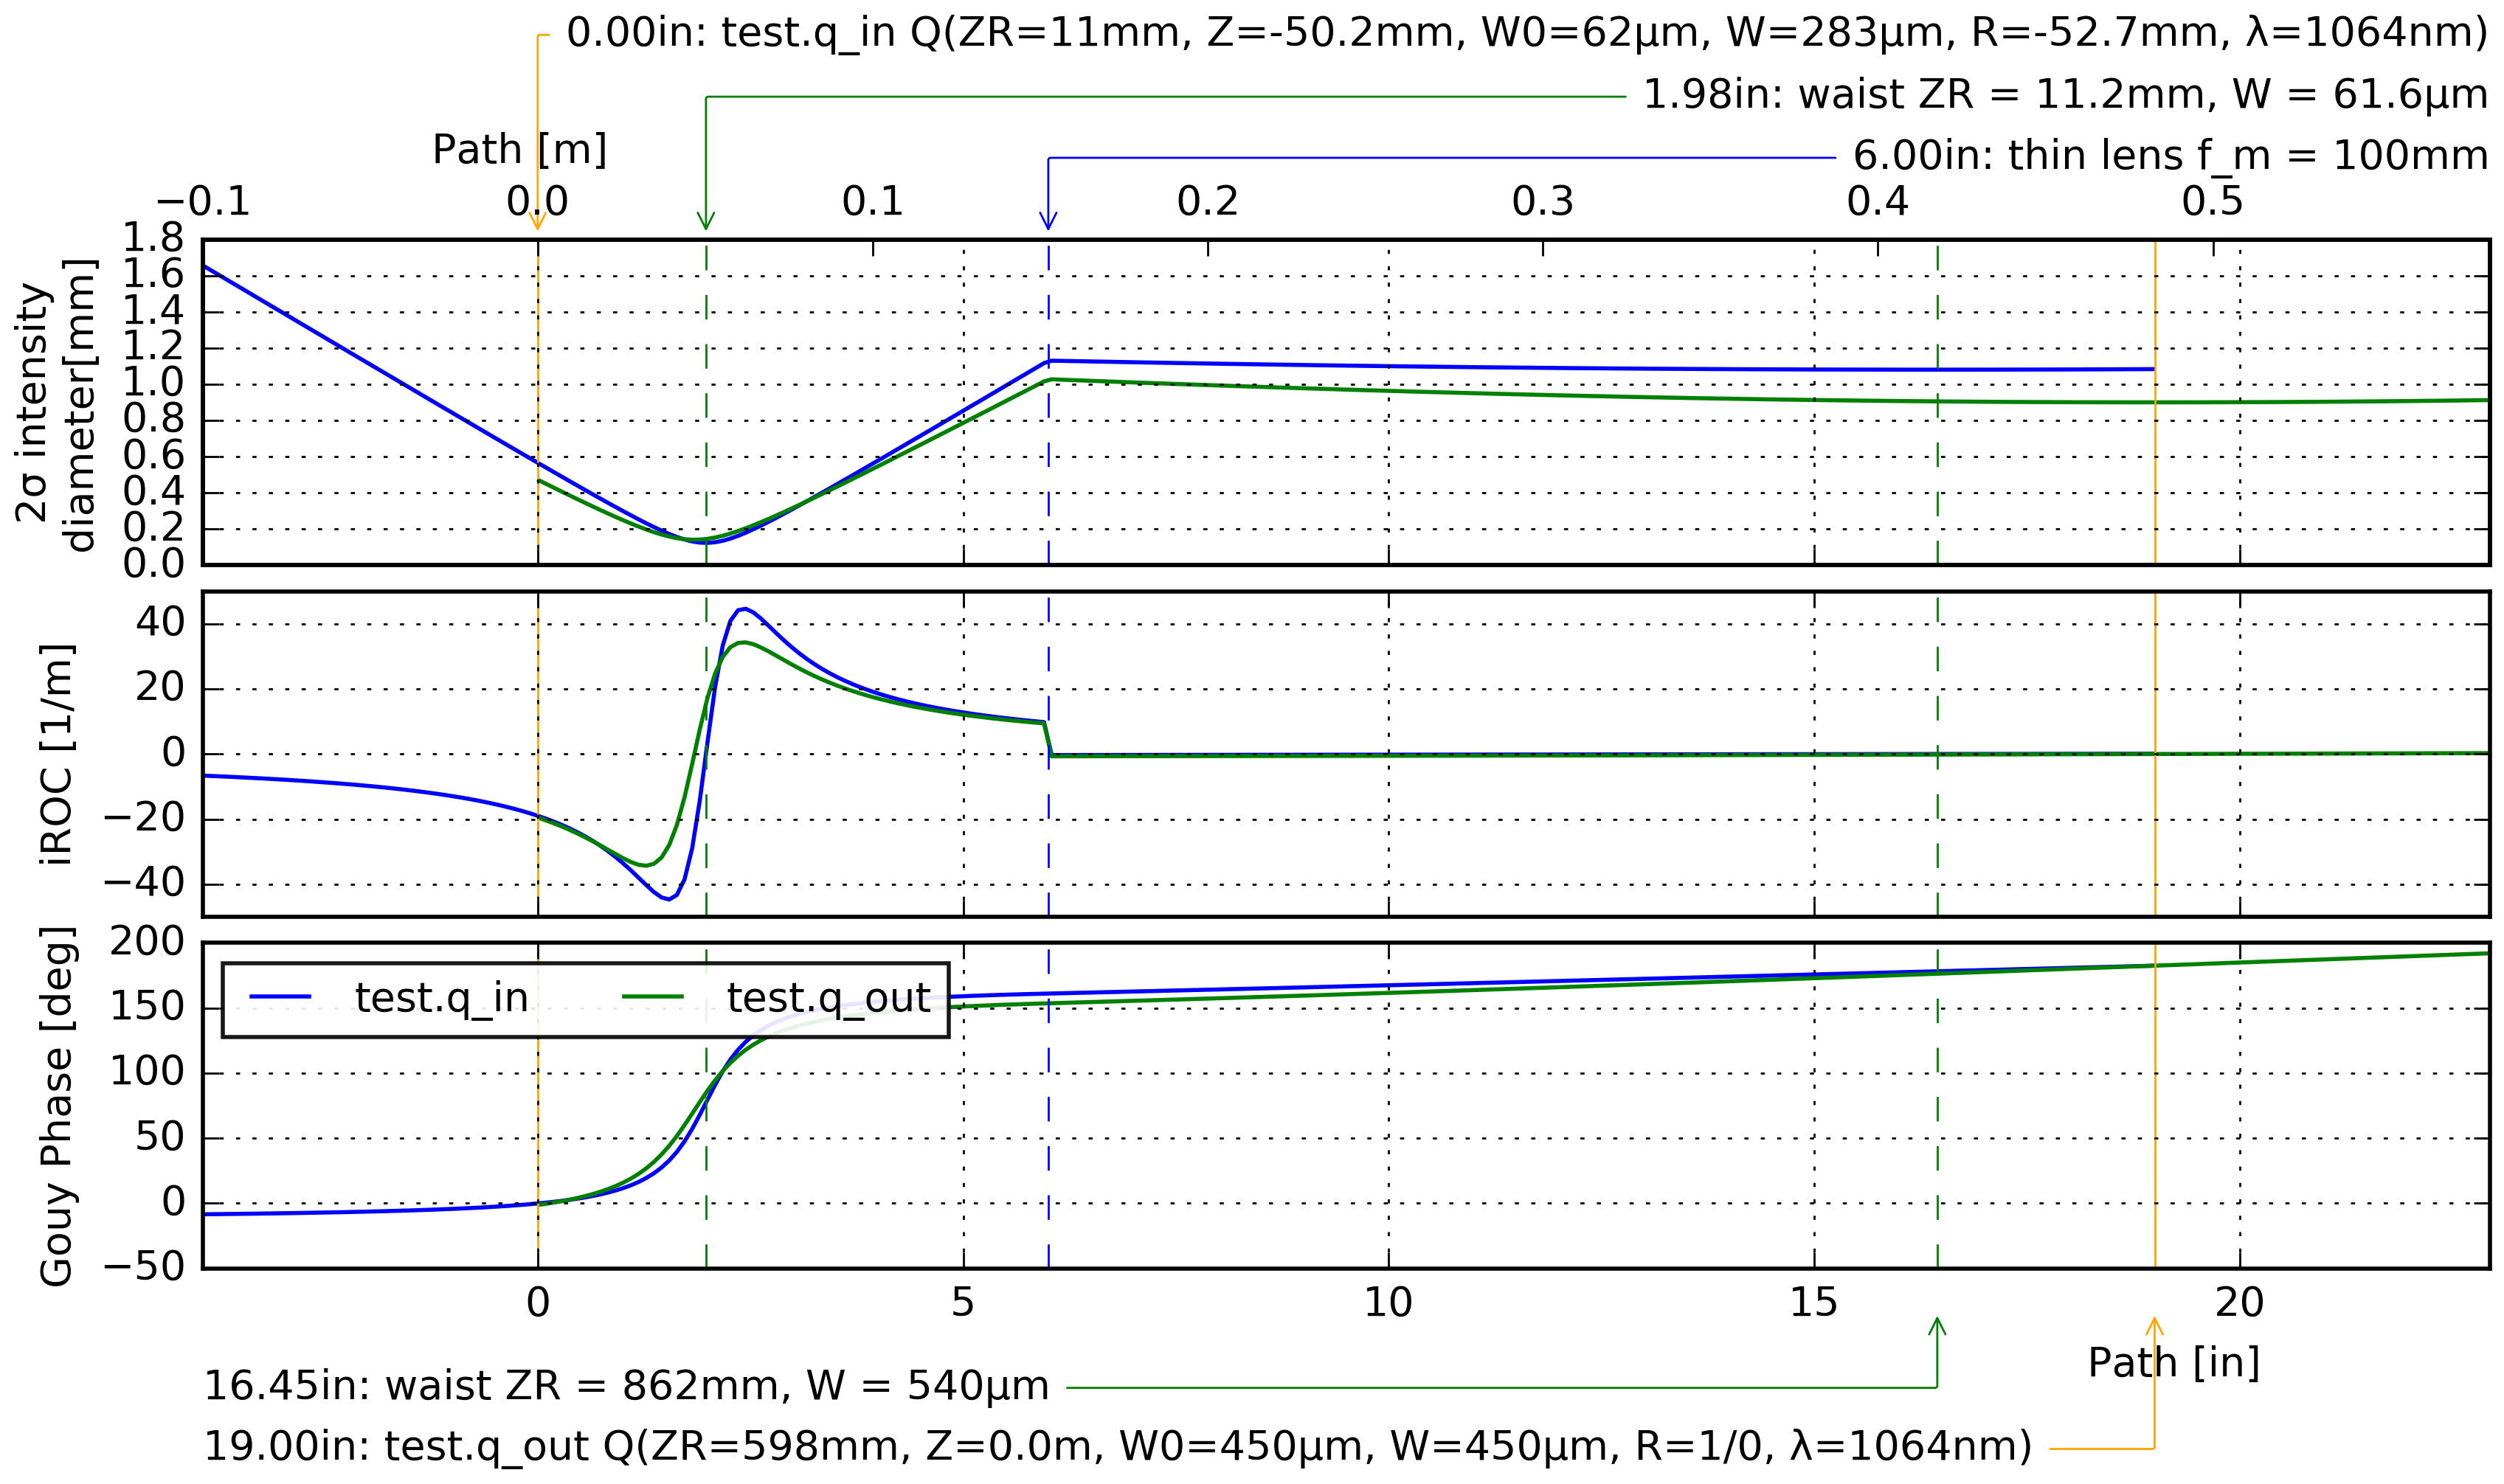 0.00in: test.q_in Q(ZR=11mm, Z=-50.2mm, W0=62μm, W=283μm, R=-52.7mm, λ=1064nm)
1.98in: waist ZR = 11.2mm, W = 61.6μm
Path [m]
6.00in: thin lens f_m = 100mm
−0.1 0.0 0.1 0.2 0.3 0.4 0.5
2σ intensity
diameter[mm]
1.8
1.6
1.4
1.2
1.0
0.8
0.6
0.4
0.2
0.0
iROC [1/m]
40
20
0
−20
−40
Gouy Phase [deg]
200
150
100
50
0
−50
test.q_in test.q_out
0 5 10 15 20
Path [in]
16.45in: waist ZR = 862mm, W = 540μm
19.00in: test.q_out Q(ZR=598mm, Z=0.0m, W0=450μm, W=450μm, R=1/0, λ=1064nm)